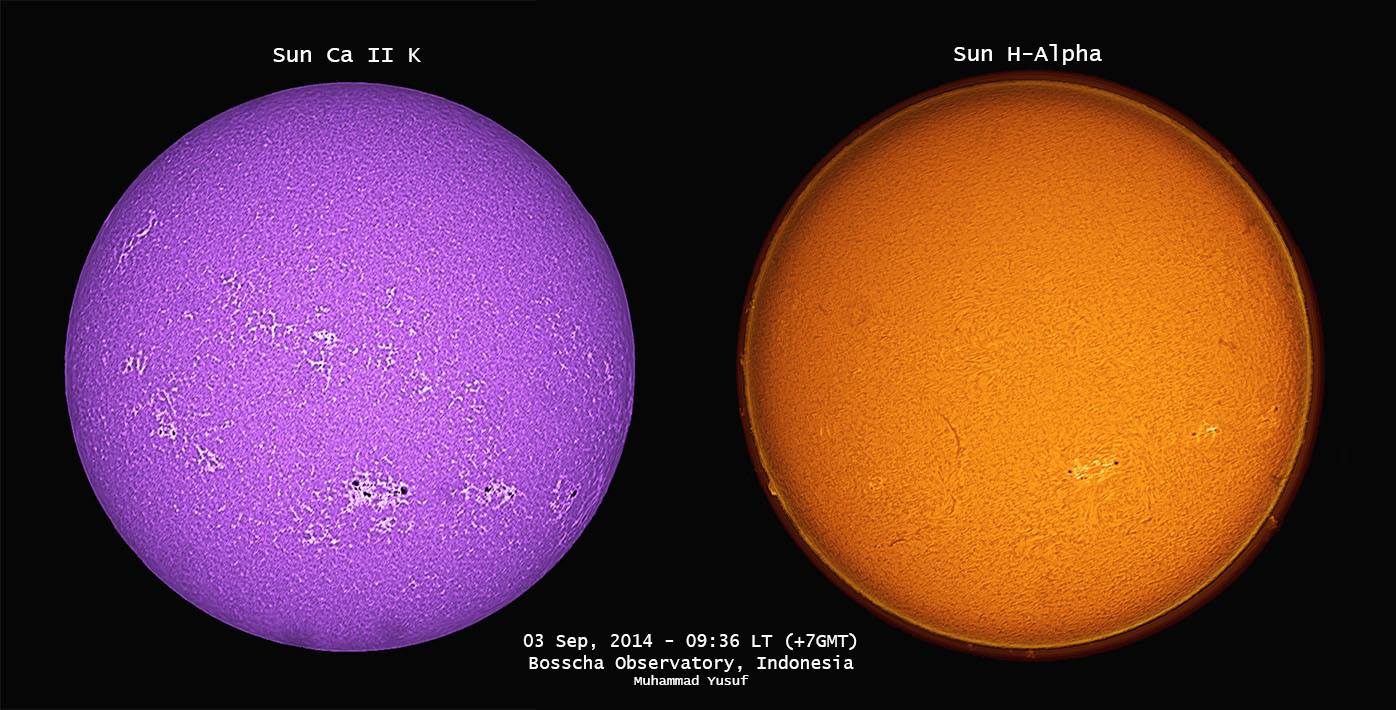 Sun Ca II K
Sun H-Alpha
03 Sep, 2014 - 09:36 LT (+7GMT)
Bosscha Observatory, Indonesia
Muhammad Yusuf